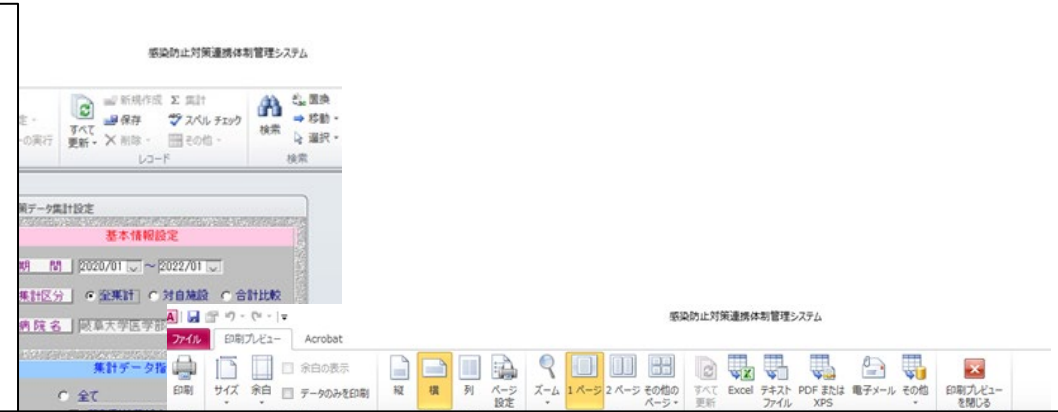 感染防止対策連携体制管理システム
新規作成 Σ 集計
保存 スペル チェック
すべて更新 削除 その他
の実行
レコード
検索
置換
移動
選択
検索
データ集計設定
基本情報設定
期 間 2020/01 ～ 2022/01
集計区分 全集計 対自施設 合計比較
病院名 岐阜大学医学部
集計データ指
全て
感染防止対策連携体制管理システム
ファイル 印刷プレビュー Acrobat
印刷
サイズ
余白
余白の表示
データのみを印刷
縦
横
列
ページ設定
ズーム
1 ページ
2 ページ
その他のページ
すべて更新
Excel
テキストファイル
PDF または XPS
電子メール
その他
印刷プレビューを閉じる